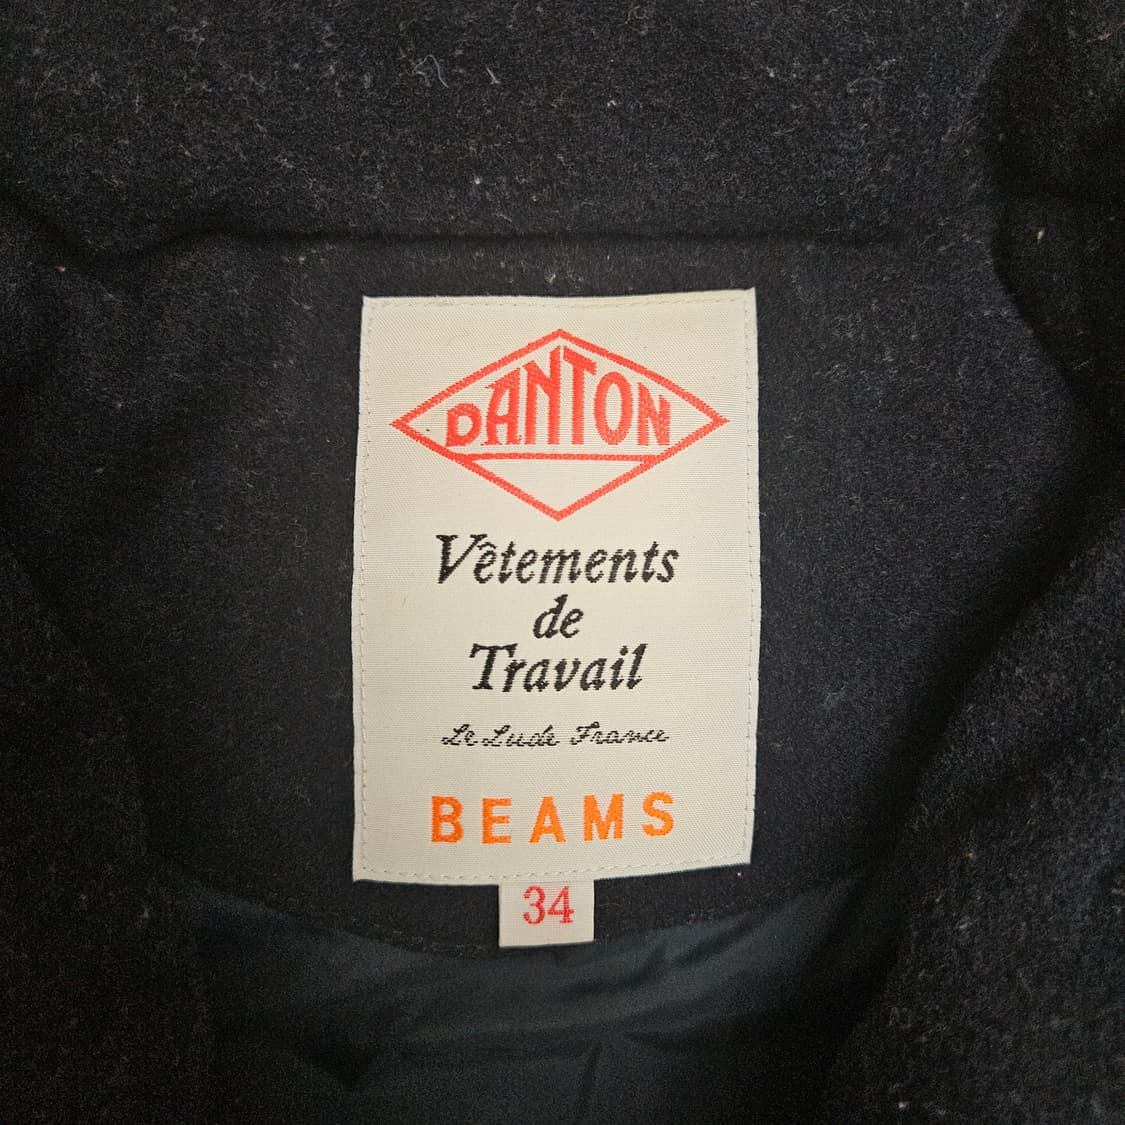 DANTON
Vêtements
de
Travail
Le Lude France
BEAMS
34